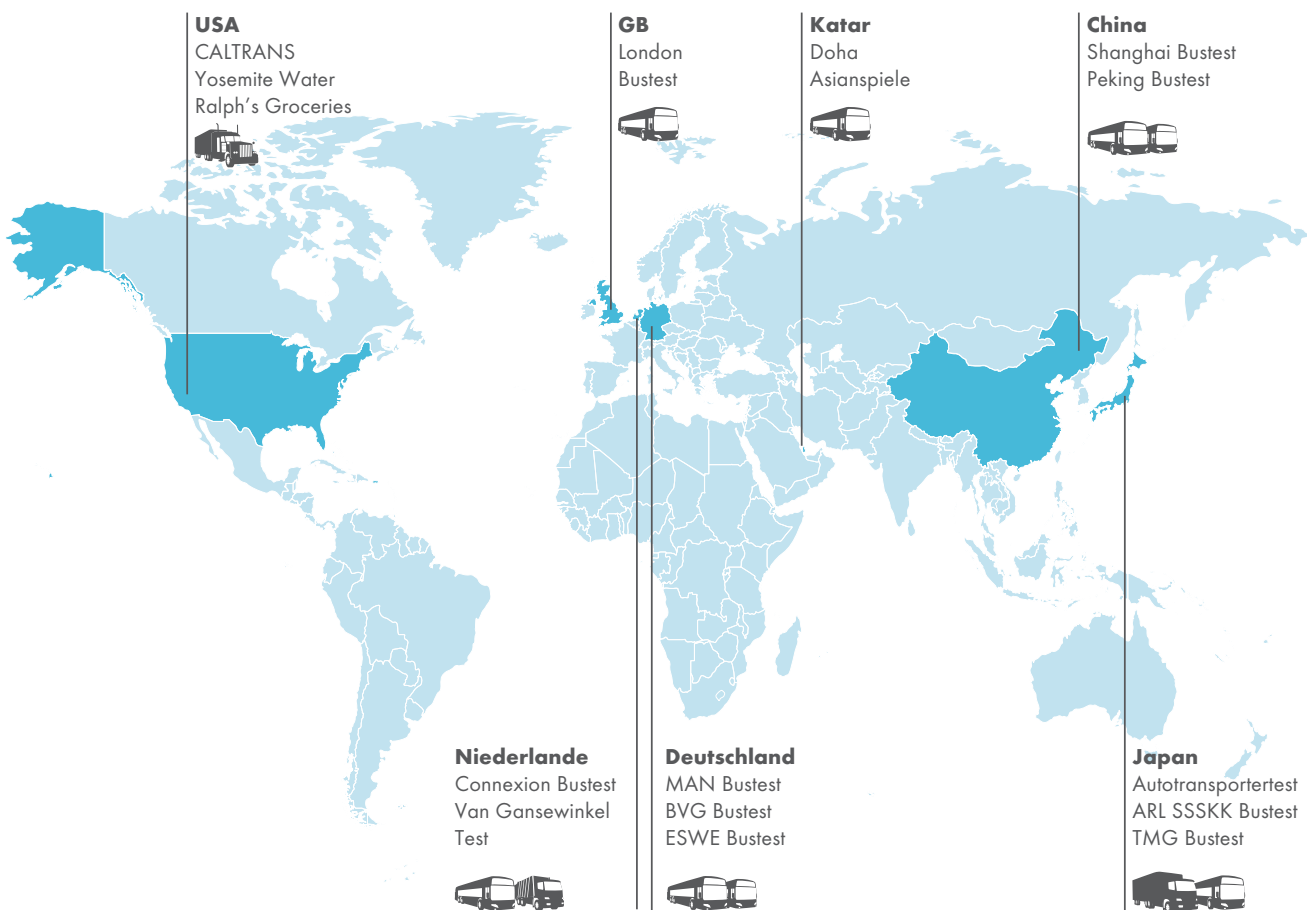 USA
CALTRANS
Yosemite Water
Ralph's Groceries
GB
London
Bustest
Katar
Doha
Asianspiele
China
Shanghai Bustest
Peking Bustest
Niederlande
Connexion Bustest
Van Gansewinkel
Test
Deutschland
MAN Bustest
BVG Bustest
ESWE Bustest
Japan
Autotransportertest
ARL SSSKK Bustest
TMG Bustest